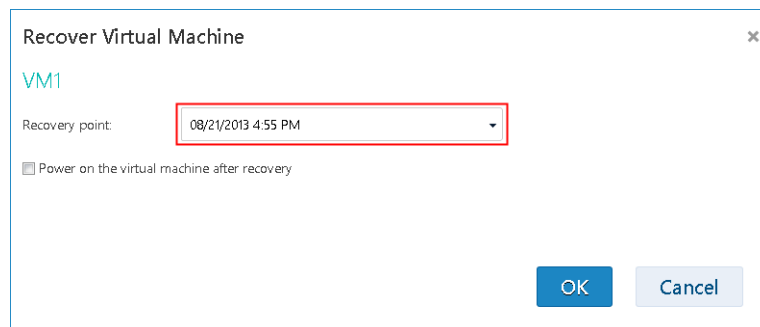 Recover Virtual Machine
VM1
Recovery point: 08/21/2013 4:55 PM
Power on the virtual machine after recovery
OK Cancel